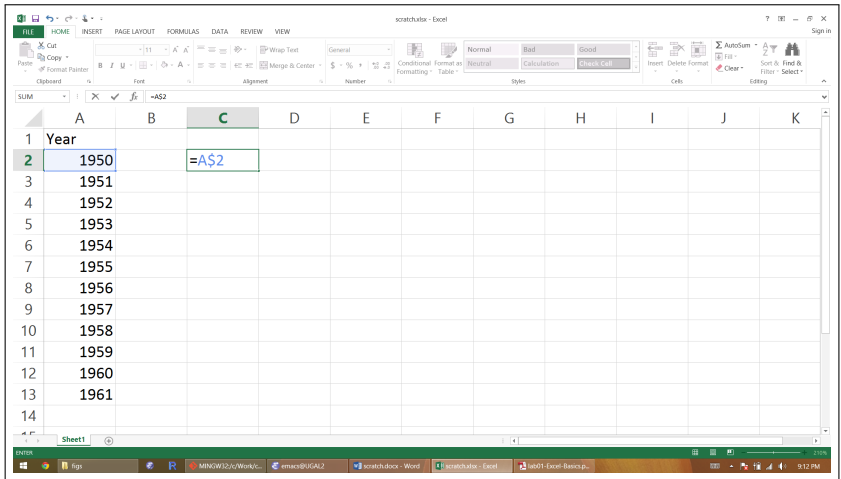 scratch.xlsx - Excel
FILE HOME INSERT PAGE LAYOUT FORMULAS DATA REVIEW VIEW Sign in
Cut
Copy
Format Painter
Paste
11 A A
B I U A
Wrap Text
Merge & Center
General
$ % ,
Conditional Formatting
Format as Table
Normal Bad Good
Neutral Calculation Check Cell
Insert Delete Format
AutoSum
Fill
Clear
Sort & Filter
Find & Select
Clipboard Font Alignment Number Styles Cells Editing
SUM fx =A$2
A B C D E F G H I J K
1 Year
2 1950 =A$2
3 1951
4 1952
5 1953
6 1954
7 1955
8 1956
9 1957
10 1958
11 1959
12 1960
13 1961
14
15
Sheet1
ENTER 210%
figs R MINGW32:/c/Work/c... emacs@UGAL2 scratch.docx - Word scratch.xlsx - Excel lab01-Excel-Basics.p... 9:12 PM